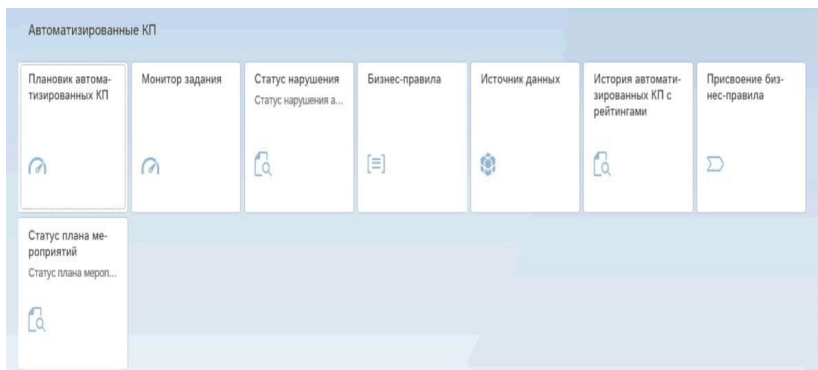 Автоматизированные КП
Плановик автома-
тизированных КП
Монитор задания
Статус нарушения
Статус нарушения а...
Бизнес-правила
Источник данных
История автомати-
зированных КП с
рейтингами
Присвоение биз-
нес-правила
Статус плана ме-
роприятий
Статус плана мероп...